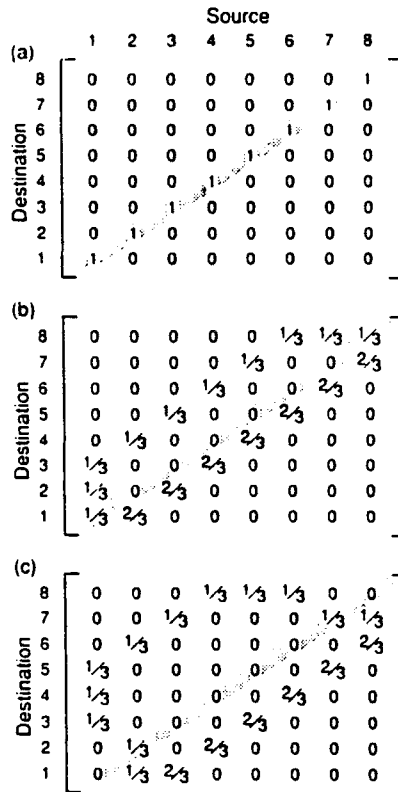 Source
1 2 3 4 5 6 7 8
(a)
Destination
8 0 0 0 0 0 0 0 1
7 0 0 0 0 0 0 1 0
6 0 0 0 0 0 1 0 0
5 0 0 0 0 1 0 0 0
4 0 0 0 1 0 0 0 0
3 0 0 1 0 0 0 0 0
2 0 1 0 0 0 0 0 0
1 1 0 0 0 0 0 0 0
(b)
Destination
8 0 0 0 0 0 1/3 1/3 1/3
7 0 0 0 0 1/3 0 0 2/3
6 0 0 0 1/3 0 0 2/3 0
5 0 0 1/3 0 0 2/3 0 0
4 0 1/3 0 0 2/3 0 0 0
3 1/3 0 0 2/3 0 0 0 0
2 1/3 0 2/3 0 0 0 0 0
1 1/3 2/3 0 0 0 0 0 0
(c)
Destination
8 0 0 0 1/3 1/3 1/3 0 0
7 0 0 1/3 0 0 0 1/3 1/3
6 0 1/3 0 0 0 0 0 2/3
5 1/3 0 0 0 0 0 2/3 0
4 1/3 0 0 0 0 2/3 0 0
3 1/3 0 0 0 2/3 0 0 0
2 0 1/3 0 2/3 0 0 0 0
1 0 1/3 2/3 0 0 0 0 0